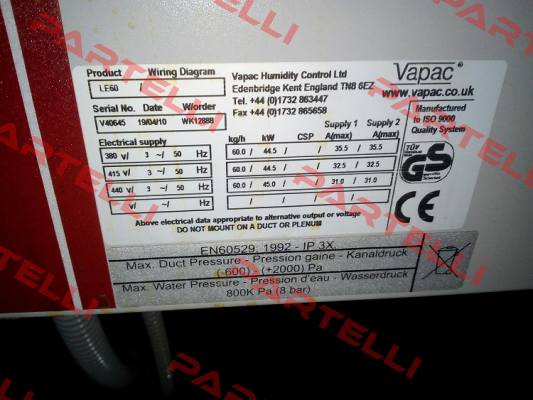 Product / Wiring Diagram
LE60 /
Serial No. Date W/order
V40645 19/04/10 WK12888
Electrical supply
380 v/ 3 ~/ 50 Hz
415 v/ 3 ~/ 50 Hz
440 v/ 3 ~/ 50 Hz
v/ ~/ Hz
Vapac Humidity Control Ltd
Edenbridge Kent England TN8 6EZ
Tel. +44 (0)1732 863447
Fax +44 (0)1732 865658
Supply 1 Supply 2
kg/h kW CSP A(max) A(max)
60.0 / 44.5 / / 35.5 / 35.5
60.0 / 44.5 / / 32.5 / 32.5
60.0 / 45.0 / / 31.0 / 31.0
/ / / /
Above electrical data appropriate to alternative output or voltage
DO NOT MOUNT ON A DUCT OR PLENUM
Vapac®
www.vapac.co.uk
Manufactured
to ISO 9000
Quality System
TÜV
GS
CE
EN60529: 1992 - IP 3X
Max. Duct Pressure - Pression gaine - Kanaldruck
(-600) - (+2000) Pa
Max. Water Pressure - Pression d'eau - Wasserdruck
800K Pa (8 bar)
PARTELLI